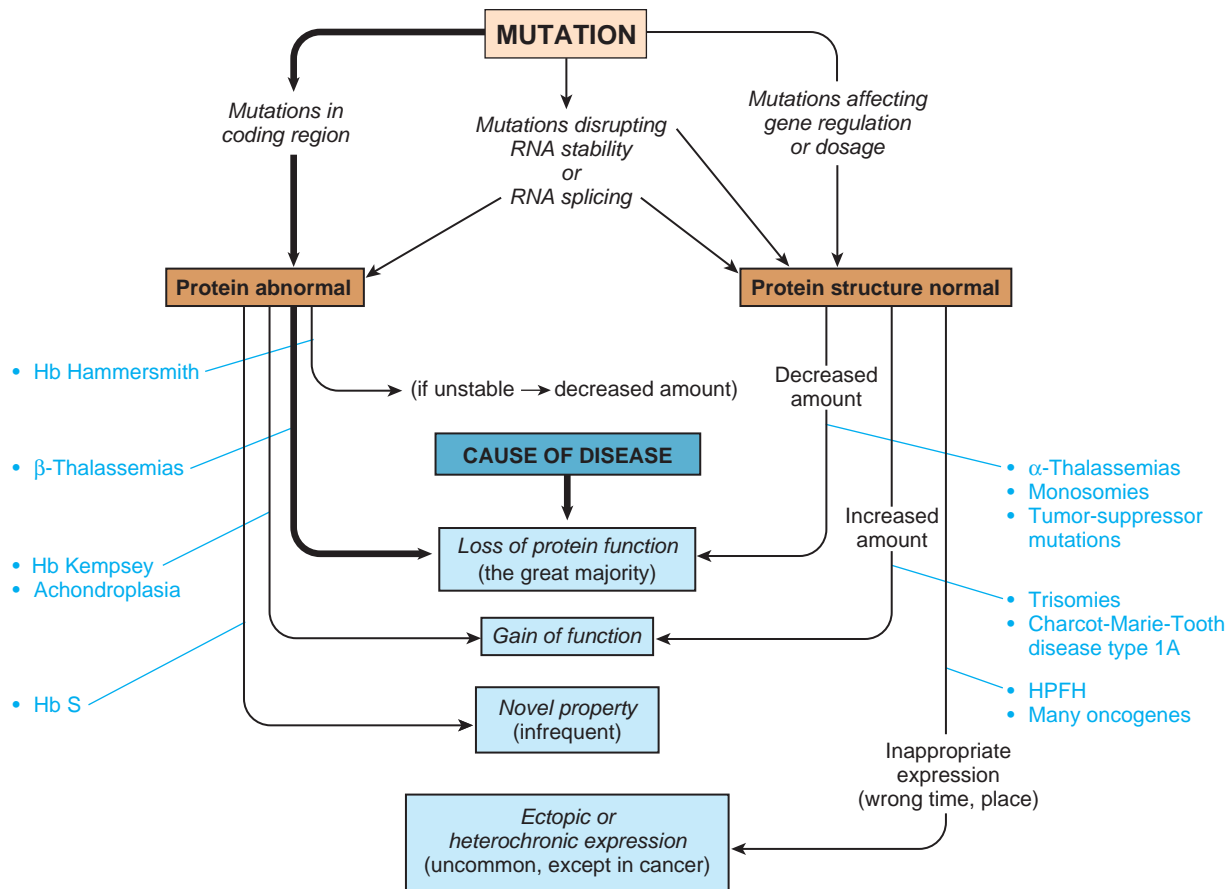 MUTATION
Mutations in
coding region
Mutations disrupting
RNA stability
or
RNA splicing
Mutations affecting
gene regulation
or dosage
Protein abnormal
Protein structure normal
• Hb Hammersmith
(if unstable → decreased amount)
Decreased
amount
• β-Thalassemias
CAUSE OF DISEASE
• α-Thalassemias
• Monosomies
• Tumor-suppressor
mutations
Increased
amount
Loss of protein function
(the great majority)
• Hb Kempsey
• Achondroplasia
• Trisomies
• Charcot-Marie-Tooth
disease type 1A
Gain of function
• Hb S
Novel property
(infrequent)
• HPFH
• Many oncogenes
Inappropriate
expression
(wrong time, place)
Ectopic or
heterochronic expression
(uncommon, except in cancer)